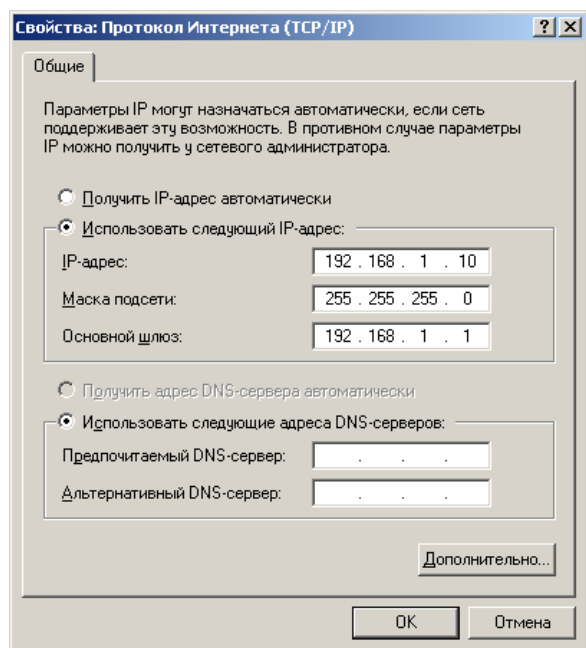 Свойства: Протокол Интернета (TCP/IP)
Общие
Параметры IP могут назначаться автоматически, если сеть
поддерживает эту возможность. В противном случае параметры
IP можно получить у сетевого администратора.
Получить IP-адрес автоматически
Использовать следующий IP-адрес:
IP-адрес: 192 . 168 . 1 . 10
Маска подсети: 255 . 255 . 255 . 0
Основной шлюз: 192 . 168 . 1 . 1
Получить адрес DNS-сервера автоматически
Использовать следующие адреса DNS-серверов:
Предпочитаемый DNS-сервер: . . .
Альтернативный DNS-сервер: . . .
Дополнительно...
OK Отмена